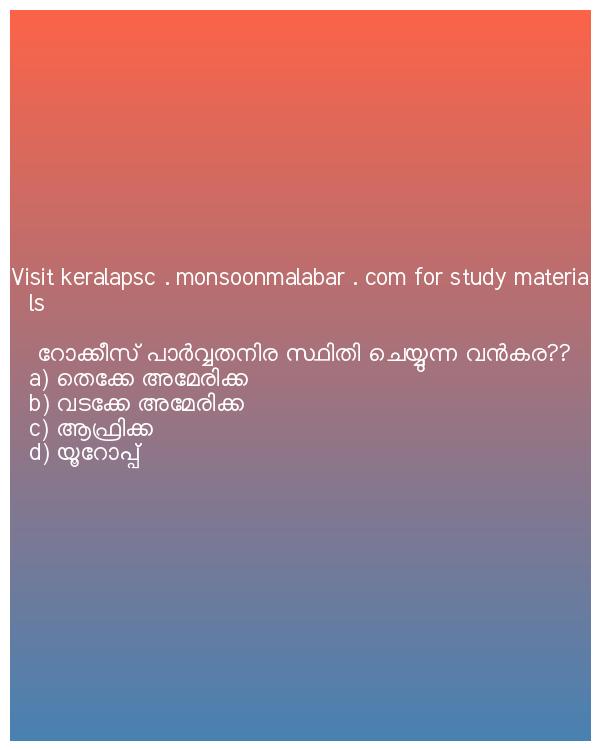 Visit keralapsc . monsoonmalabar . com for study materia
ls
റോക്കീസ് പാർവ്വതനിര സ്ഥിതി ചെയ്യുന്ന വൻകര??
a) തെക്കേ അമേരിക്ക
b) വടക്കേ അമേരിക്ക
c) ആഫ്രിക്ക
d) യൂറോപ്പ്